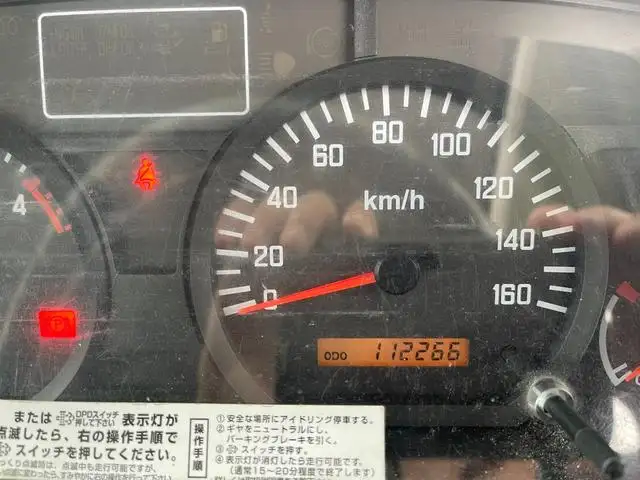 80
60
100
40
km/h
120
4
20
140
0
160
P
ODO 112266
または DPDスイッチ 押して下さい 表示灯が
点滅したら、右の操作手順で
スイッチを押してください。
操作手順
①安全な場所にアイドリング停車する。
②ギヤをニュートラルにし、
パーキングブレーキを引く。
③ スイッチを押す。
④表示灯が消灯したら走行可能です。
(通常15～20分程度で終了します)